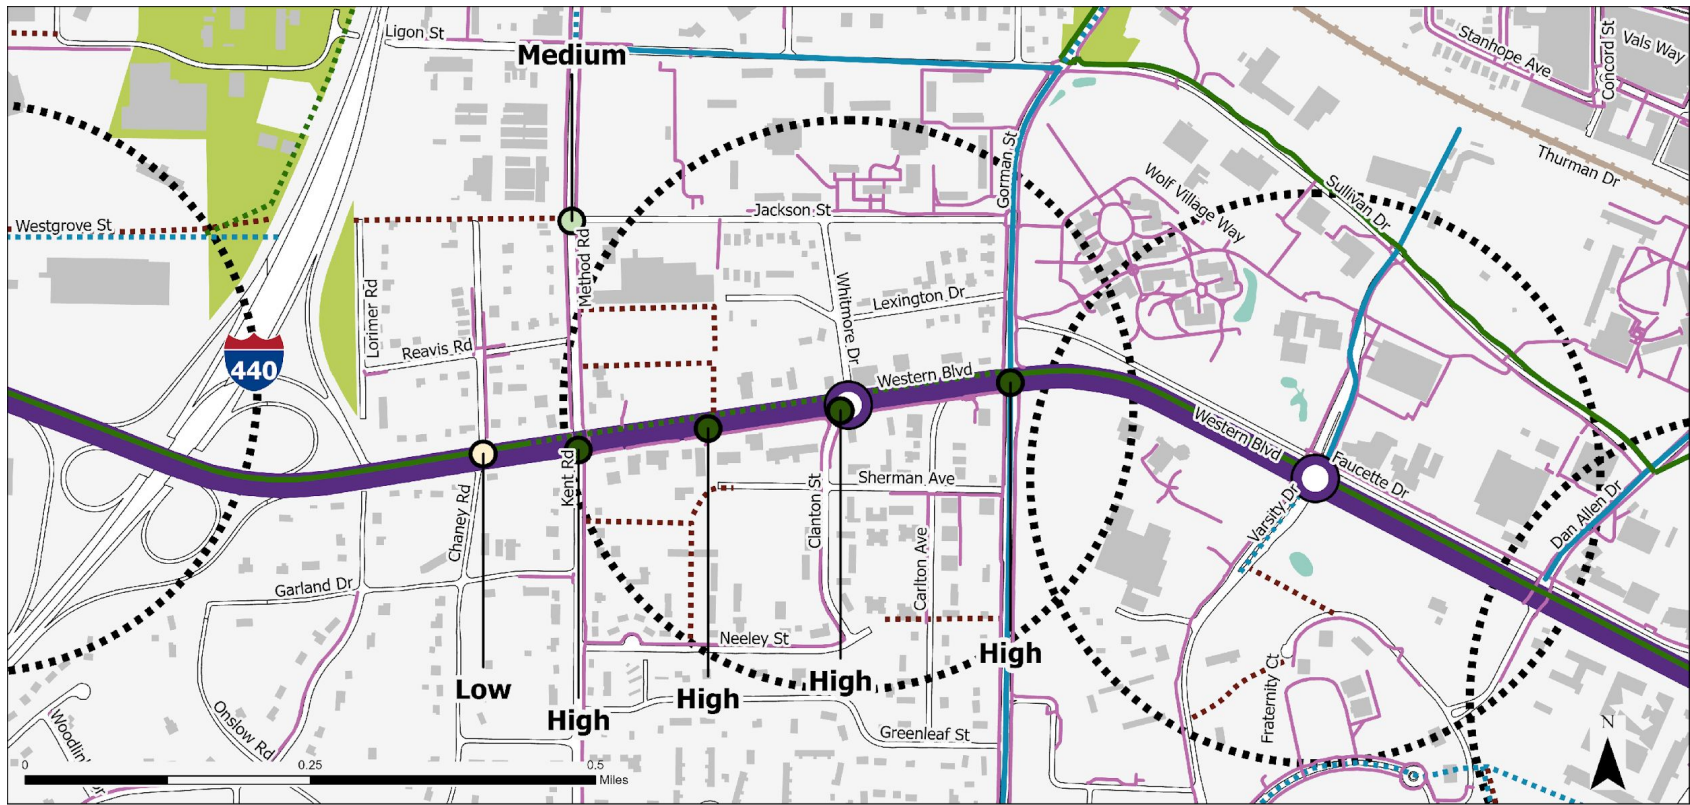 Ligon St
Medium
Stanhope Ave
Concord St
Vals Way
Thurman Dr
Gorman St
Wolf Village Way
Sullivan Dr
Jackson St
Westgrove St
Method Rd
Lorimer Rd
Whitmore Dr
Lexington Dr
Reavis Rd
440
Western Blvd
Western Blvd
Faucette Dr
Kent Rd
Chaney Rd
Clanton St
Sherman Ave
Varsity Dr
Dan Allen Dr
Carlton Ave
Garland Dr
Neeley St
High
High
High
Low
High
Fraternity Ct
Onslow Rd
Greenleaf St
N
0
0.25
0.5
Miles